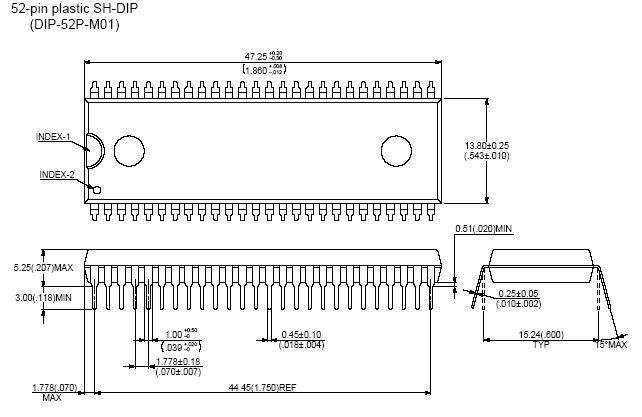 52-pin plastic SH-DIP
(DIP-52P-M01)
47.25 +0.20 -0.50
(1.860 +.008 -.012)
INDEX-1
13.80±0.25
(.543±.010)
INDEX-2
0.51(.020)MIN
5.25(.207)MAX
3.00(.118)MIN
0.25±0.05
(.010±.002)
1.00 +0.50 -0
(.039 +.020 -0)
0.45±0.10
(.018±.004)
15.24(.600)
TYP
15°MAX
1.778±0.18
(.070±.007)
1.778(.070)
MAX
44.45(1.750)REF